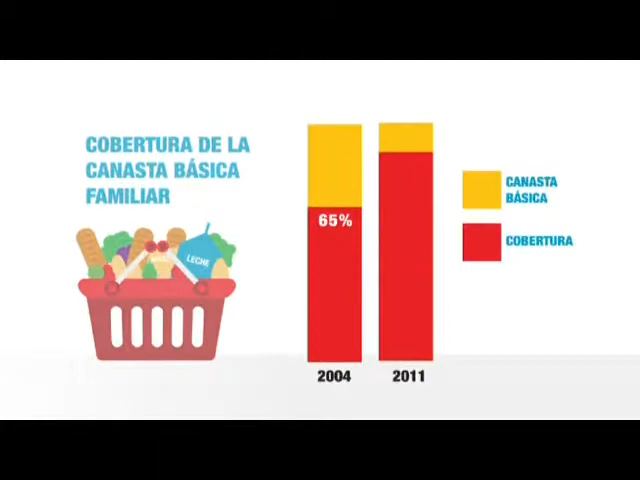 COBERTURA DE LA
CANASTA BÁSICA
FAMILIAR
LECHE
65%
2004
2011
CANASTA
BÁSICA
COBERTURA